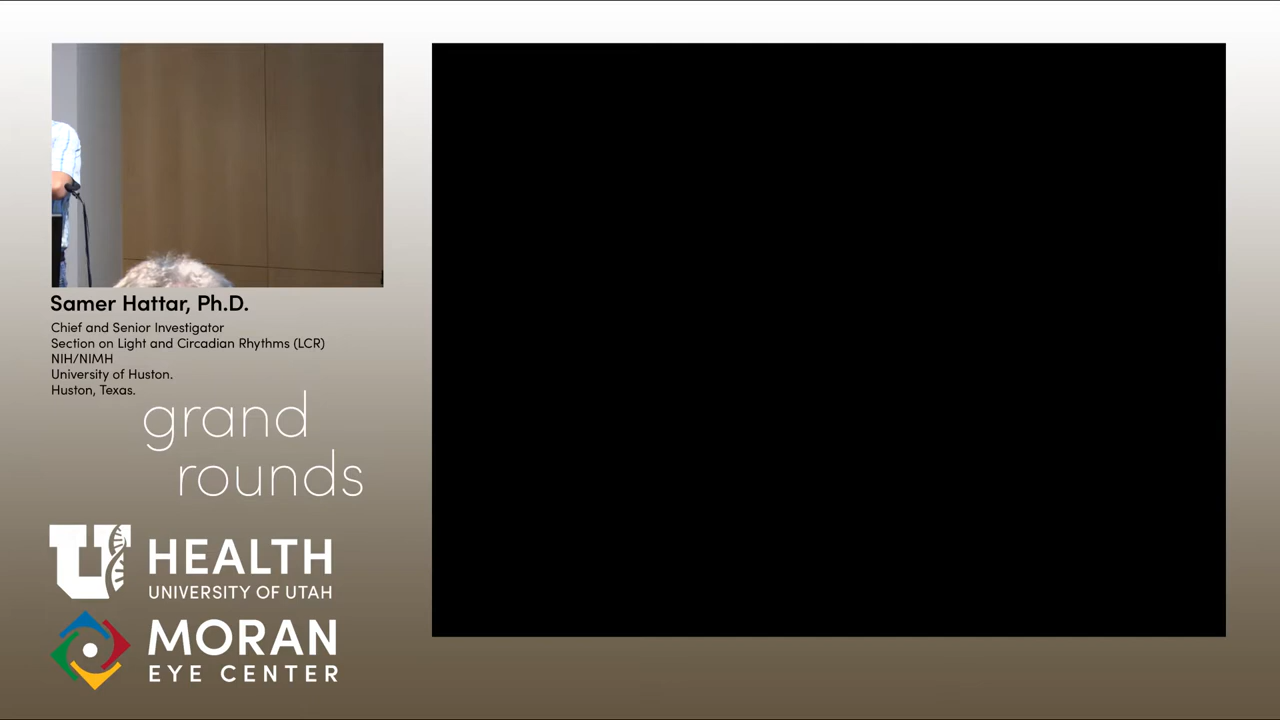 Samer Hattar, Ph.D.
Chief and Senior Investigator
Section on Light and Circadian Rhythms (LCR)
NIH/NIMH
University of Huston.
Huston, Texas.
grand
rounds
U HEALTH
UNIVERSITY OF UTAH
MORAN
EYE CENTER